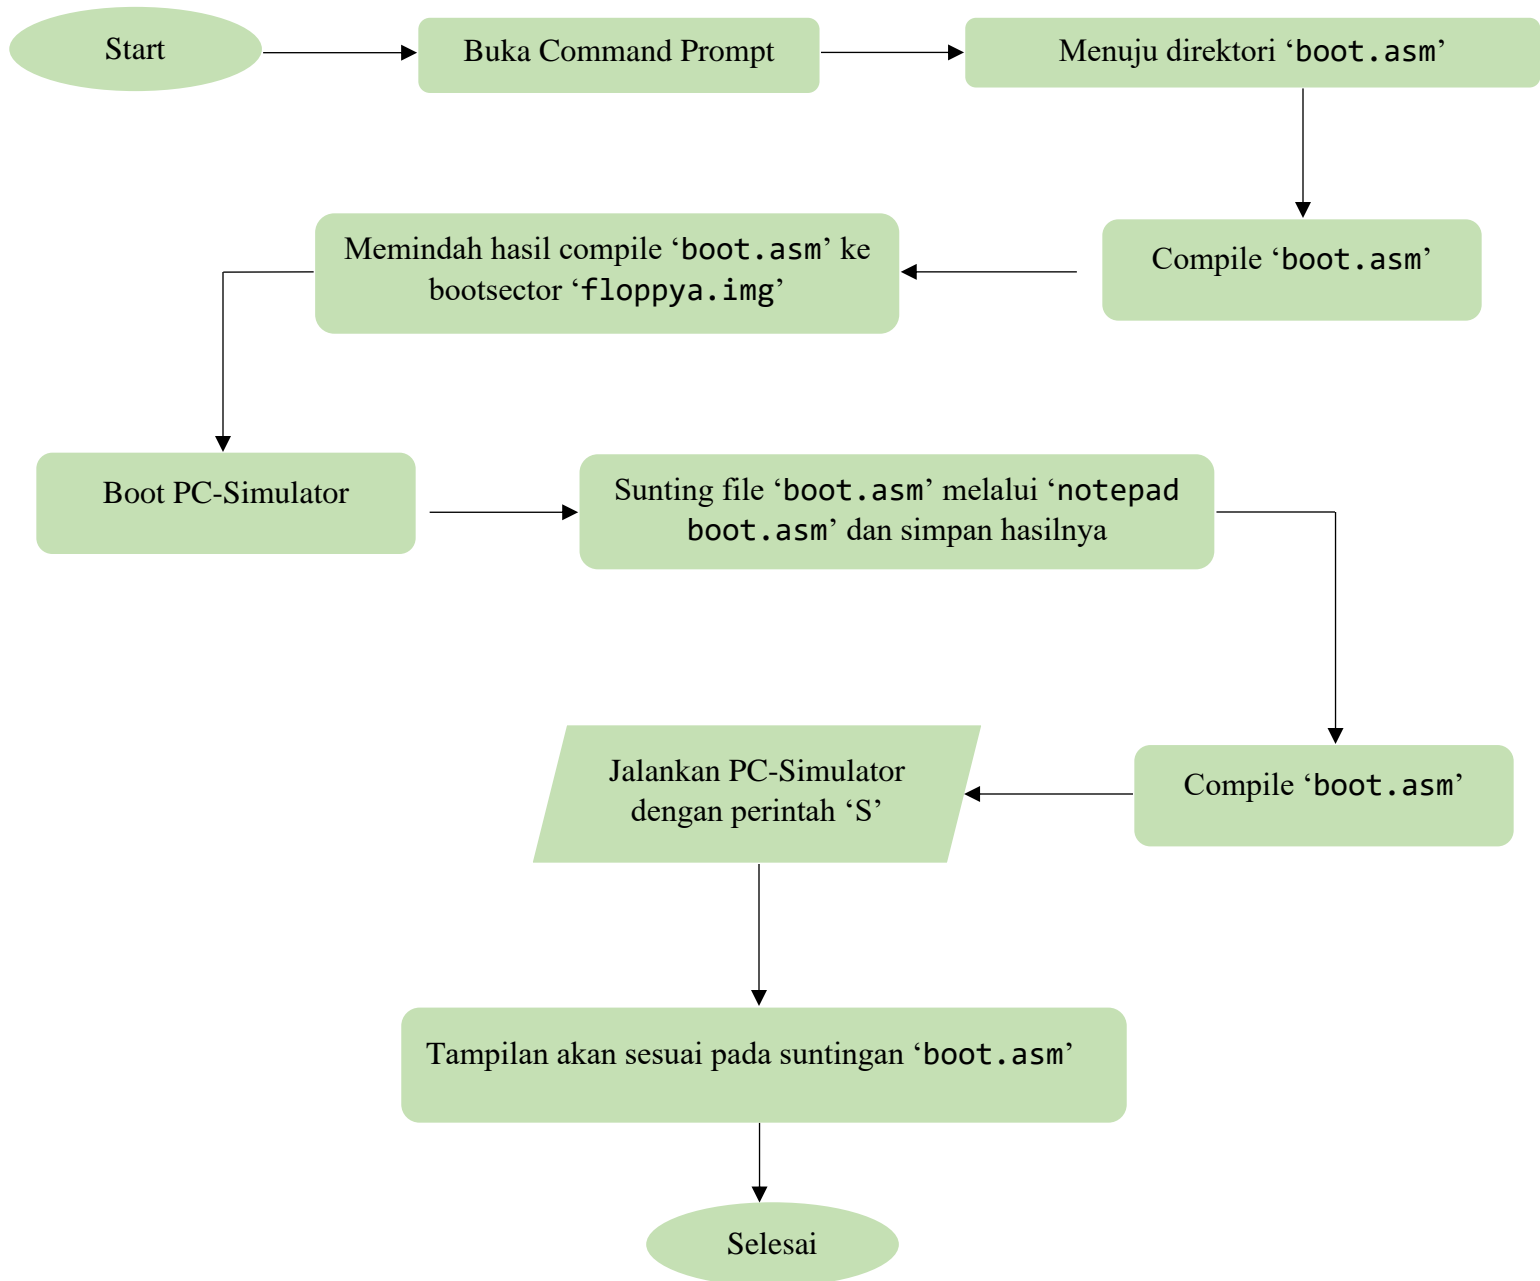 Start
Buka Command Prompt
Menuju direktori ‘boot.asm’
Compile ‘boot.asm’
Memindah hasil compile ‘boot.asm’ ke
bootsector ‘floppya.img’
Boot PC-Simulator
Sunting file ‘boot.asm’ melalui ‘notepad
boot.asm’ dan simpan hasilnya
Compile ‘boot.asm’
Jalankan PC-Simulator
dengan perintah ‘S’
Tampilan akan sesuai pada suntingan ‘boot.asm’
Selesai